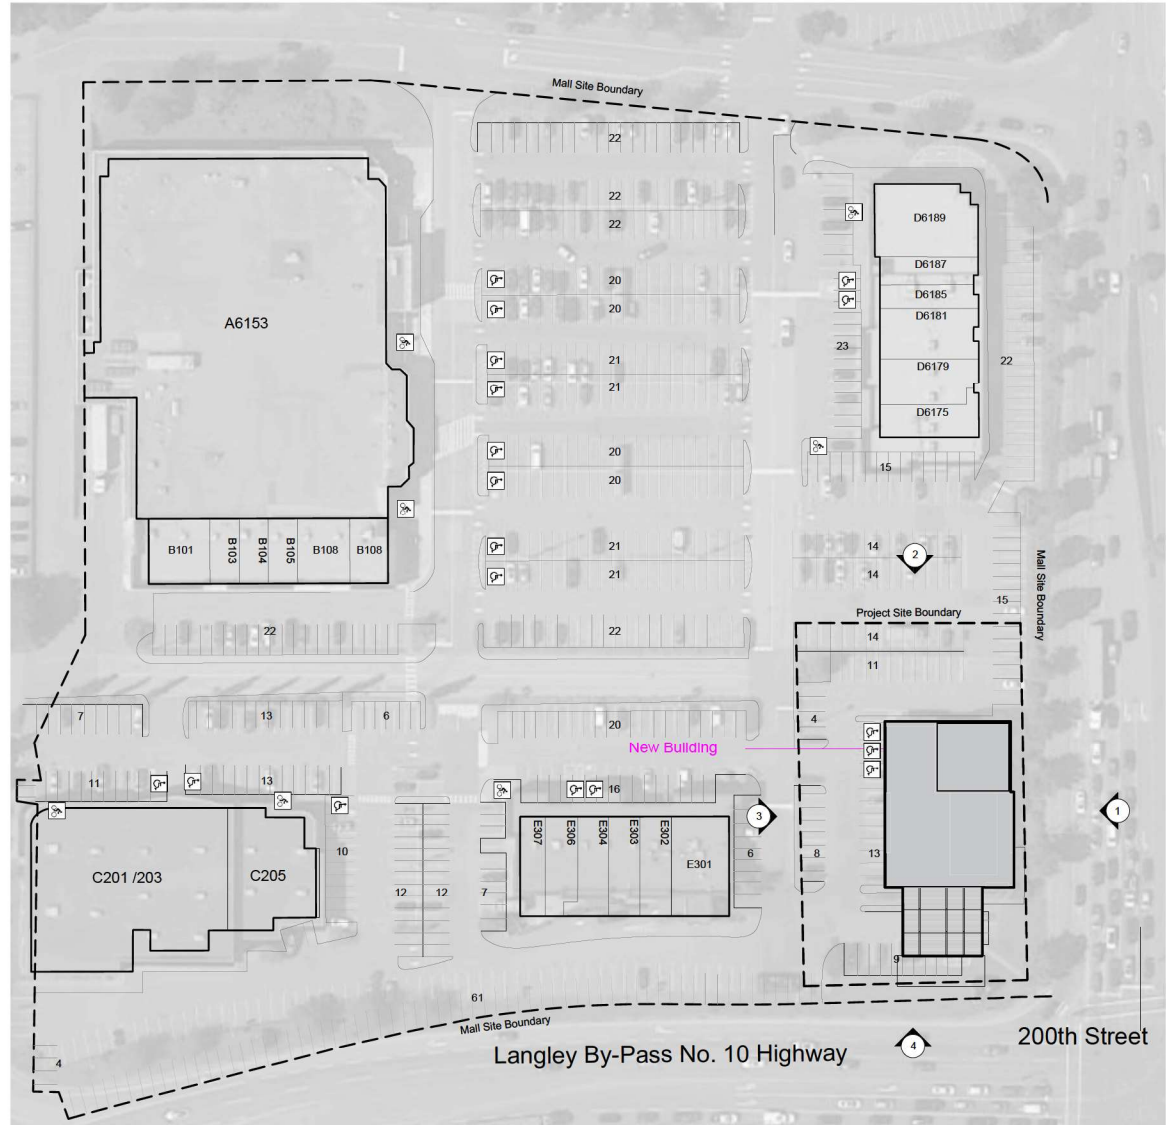 Mall Site Boundary
22
22
22
D6189
D6187
20
20
D6185
D6181
A6153
23
21
22
21
D6179
D6175
20
20
15
B101
B103
B104
B105
B108
B108
21
21
14
14
2
Mall Site Boundary
15
22
22
Project Site Boundary
14
11
7
13
6
20
4
New Building
11
13
16
3
1
E307
E306
E304
E303
E302
E301
10
12
12
7
6
8
13
C201 /203
C205
9
61
Mall Site Boundary
4
Langley By-Pass No. 10 Highway
4
200th Street